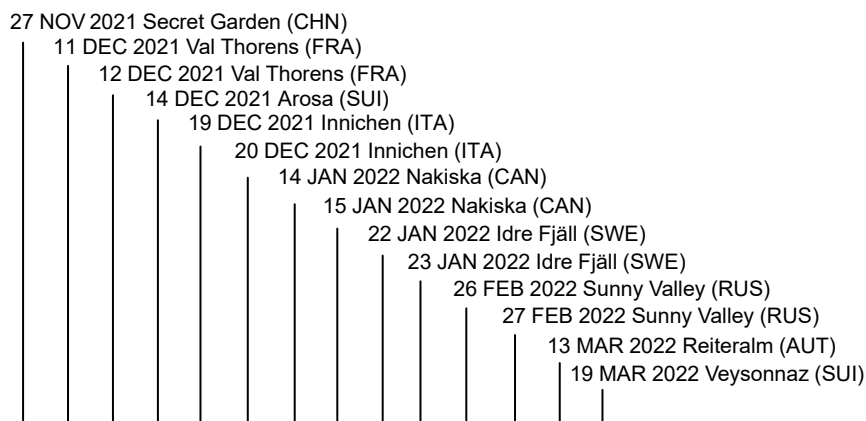 27 NOV 2021 Secret Garden (CHN)
11 DEC 2021 Val Thorens (FRA)
12 DEC 2021 Val Thorens (FRA)
14 DEC 2021 Arosa (SUI)
19 DEC 2021 Innichen (ITA)
20 DEC 2021 Innichen (ITA)
14 JAN 2022 Nakiska (CAN)
15 JAN 2022 Nakiska (CAN)
22 JAN 2022 Idre Fjäll (SWE)
23 JAN 2022 Idre Fjäll (SWE)
26 FEB 2022 Sunny Valley (RUS)
27 FEB 2022 Sunny Valley (RUS)
13 MAR 2022 Reiteralm (AUT)
19 MAR 2022 Veysonnaz (SUI)